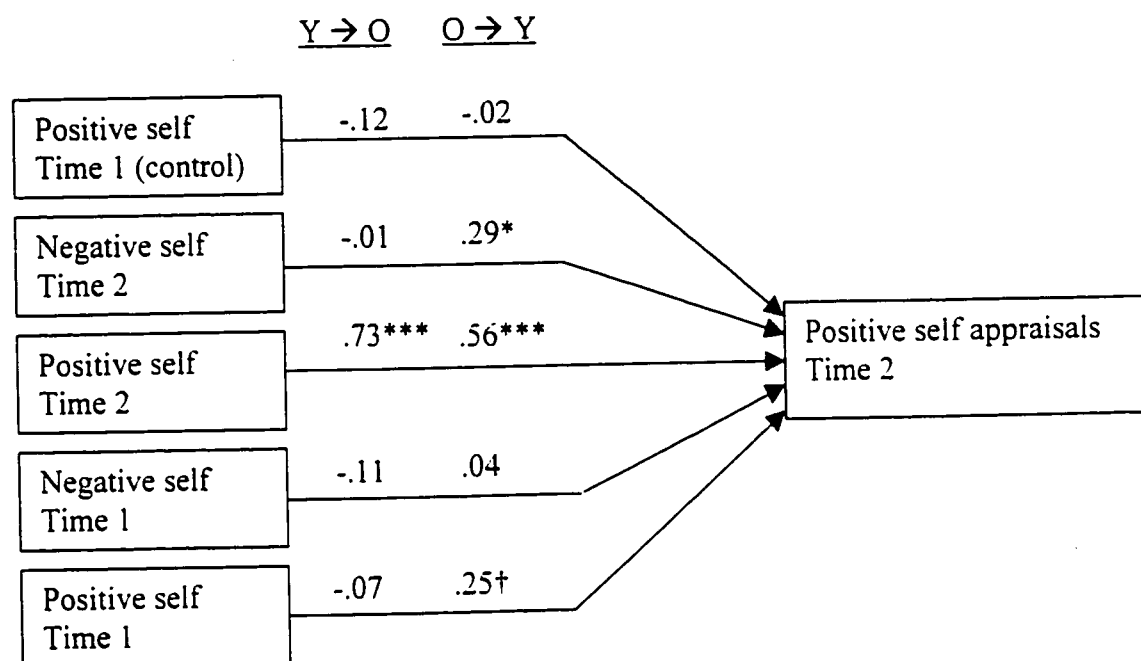 Y → O O → Y
Positive self -.12 -.02
Time 1 (control)
Negative self -.01 .29*
Time 2
.73*** .56***
Positive self appraisals
Time 2
Positive self
Time 2
Negative self -.11 .04
Time 1
Positive self -.07 .25†
Time 1